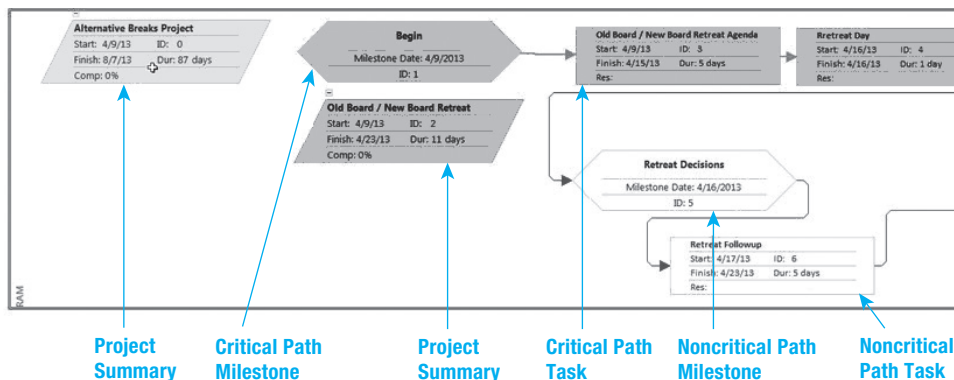 Alternative Breaks Project
Start: 4/9/13 ID: 0
Finish: 8/7/13 Dur: 87 days
Comp: 0%
Begin
Milestone Date: 4/9/2013
ID: 1
Old Board / New Board Retreat Agenda
Start: 4/9/13 ID: 3
Finish: 4/15/13 Dur: 5 days
Res:
Rretreat Day
Start: 4/16/13 ID: 4
Finish: 4/16/13 Dur: 1 day
Res:
Old Board / New Board Retreat
Start: 4/9/13 ID: 2
Finish: 4/23/13 Dur: 11 days
Comp: 0%
Retreat Decisions
Milestone Date: 4/16/2013
ID: 5
Retreat Followup
Start: 4/17/13 ID: 6
Finish: 4/23/13 Dur: 5 days
Res:
RAM
Project
Summary
Critical Path
Milestone
Project
Summary
Critical Path
Task
Noncritical Path
Milestone
Noncritical
Path Task